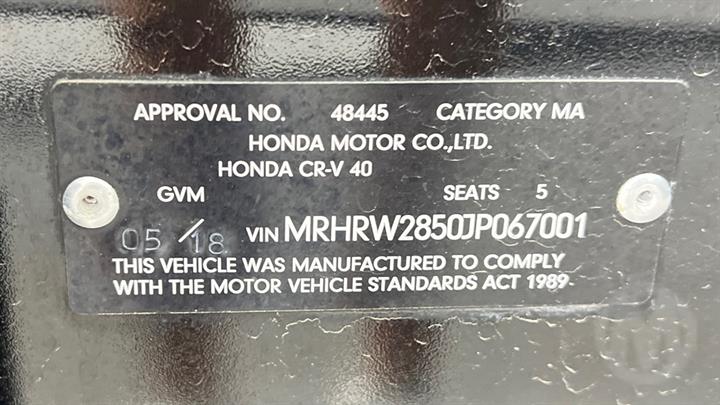 APPROVAL NO. 48445 CATEGORY MA
HONDA MOTOR CO.,LTD.
HONDA CR-V 40
GVM SEATS 5
05/18 VIN MRHRW2850JP067001
THIS VEHICLE WAS MANUFACTURED TO COMPLY
WITH THE MOTOR VEHICLE STANDARDS ACT 1989.